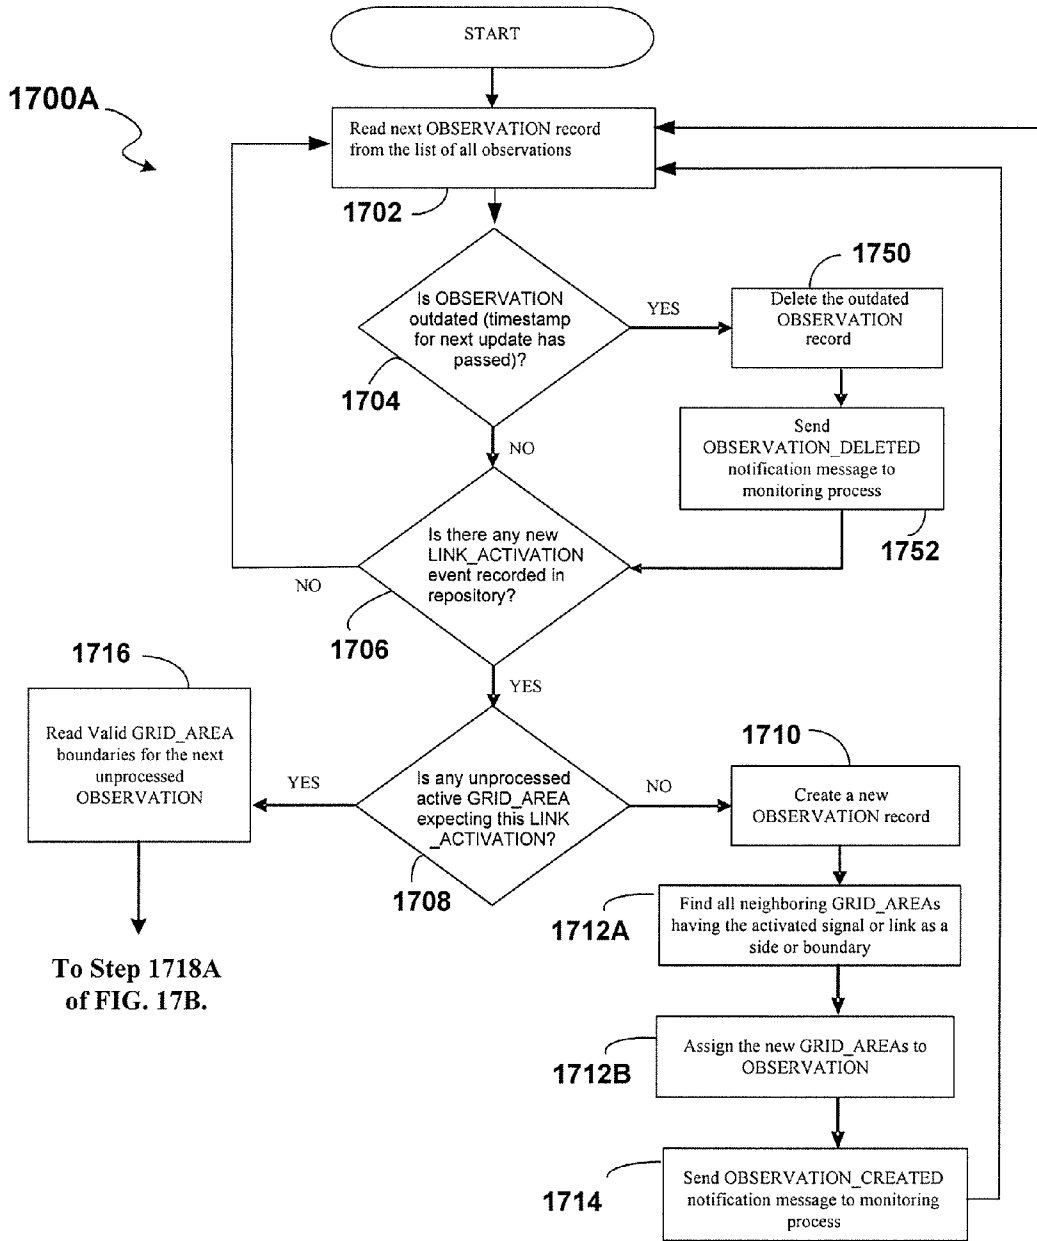 START
1700A
Read next OBSERVATION record
from the list of all observations
1702
Is OBSERVATION
outdated (timestamp
for next update has
passed)?
1704
YES
1750
Delete the outdated
OBSERVATION
record
Send
OBSERVATION_DELETED
notification message to
monitoring process
1752
NO
Is there any new
LINK_ACTIVATION
event recorded in
repository?
NO
1706
YES
1716
Read Valid GRID_AREA
boundaries for the next
unprocessed
OBSERVATION
YES
Is any unprocessed
active GRID_AREA
expecting this LINK
_ACTIVATION?
1708
NO
1710
Create a new
OBSERVATION record
Find all neighboring GRID_AREAs
having the activated signal or link as a
side or boundary
1712A
To Step 1718A
of FIG. 17B.
Assign the new GRID_AREAs to
OBSERVATION
1712B
Send OBSERVATION_CREATED
notification message to monitoring
process
1714